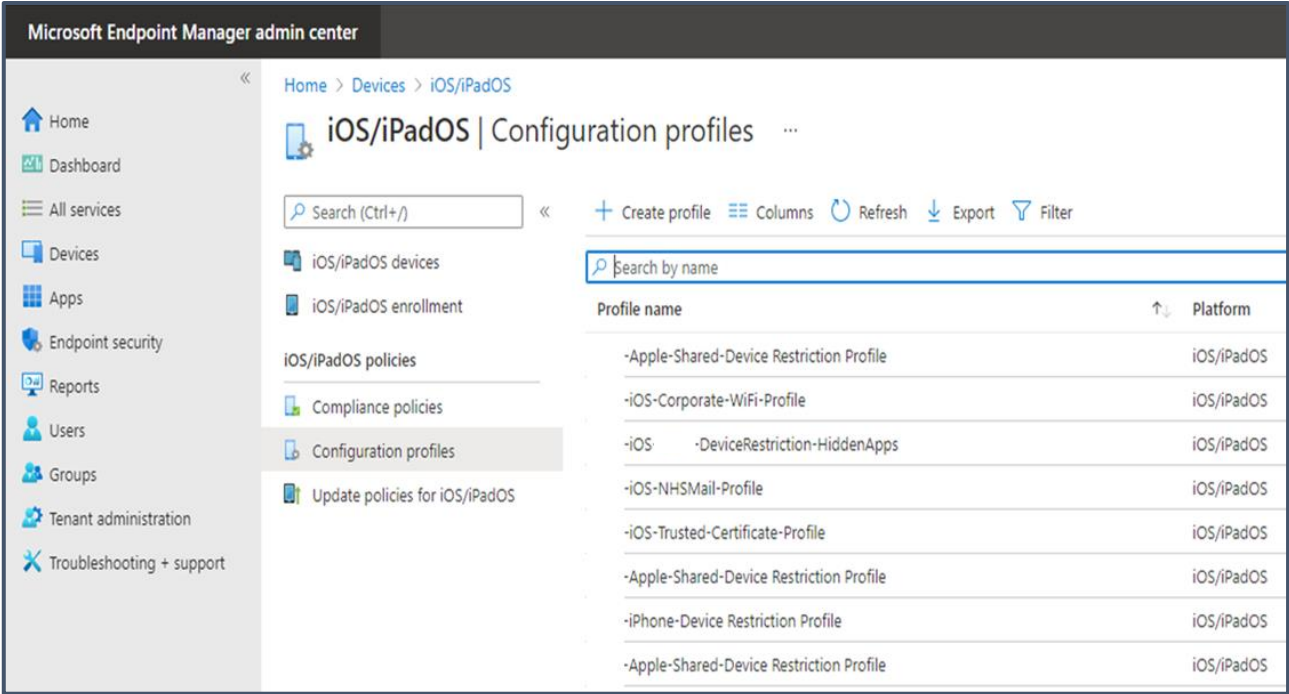 Microsoft Endpoint Manager admin center
«
Home > Devices > iOS/iPadOS
iOS/iPadOS | Configuration profiles ...
Home
Dashboard
All services
Devices
Apps
Endpoint security
Reports
Users
Groups
Tenant administration
Troubleshooting + support
Search (Ctrl+/) «
iOS/iPadOS devices
iOS/iPadOS enrollment
iOS/iPadOS policies
Compliance policies
Configuration profiles
Update policies for iOS/iPadOS
Create profile Columns Refresh Export Filter
Search by name
Profile name Platform
-Apple-Shared-Device Restriction Profile iOS/iPadOS
-iOS-Corporate-WiFi-Profile iOS/iPadOS
-iOS- -DeviceRestriction-HiddenApps iOS/iPadOS
-iOS-NHSMail-Profile iOS/iPadOS
-iOS-Trusted-Certificate-Profile iOS/iPadOS
-Apple-Shared-Device Restriction Profile iOS/iPadOS
-iPhone-Device Restriction Profile iOS/iPadOS
-Apple-Shared-Device Restriction Profile iOS/iPadOS